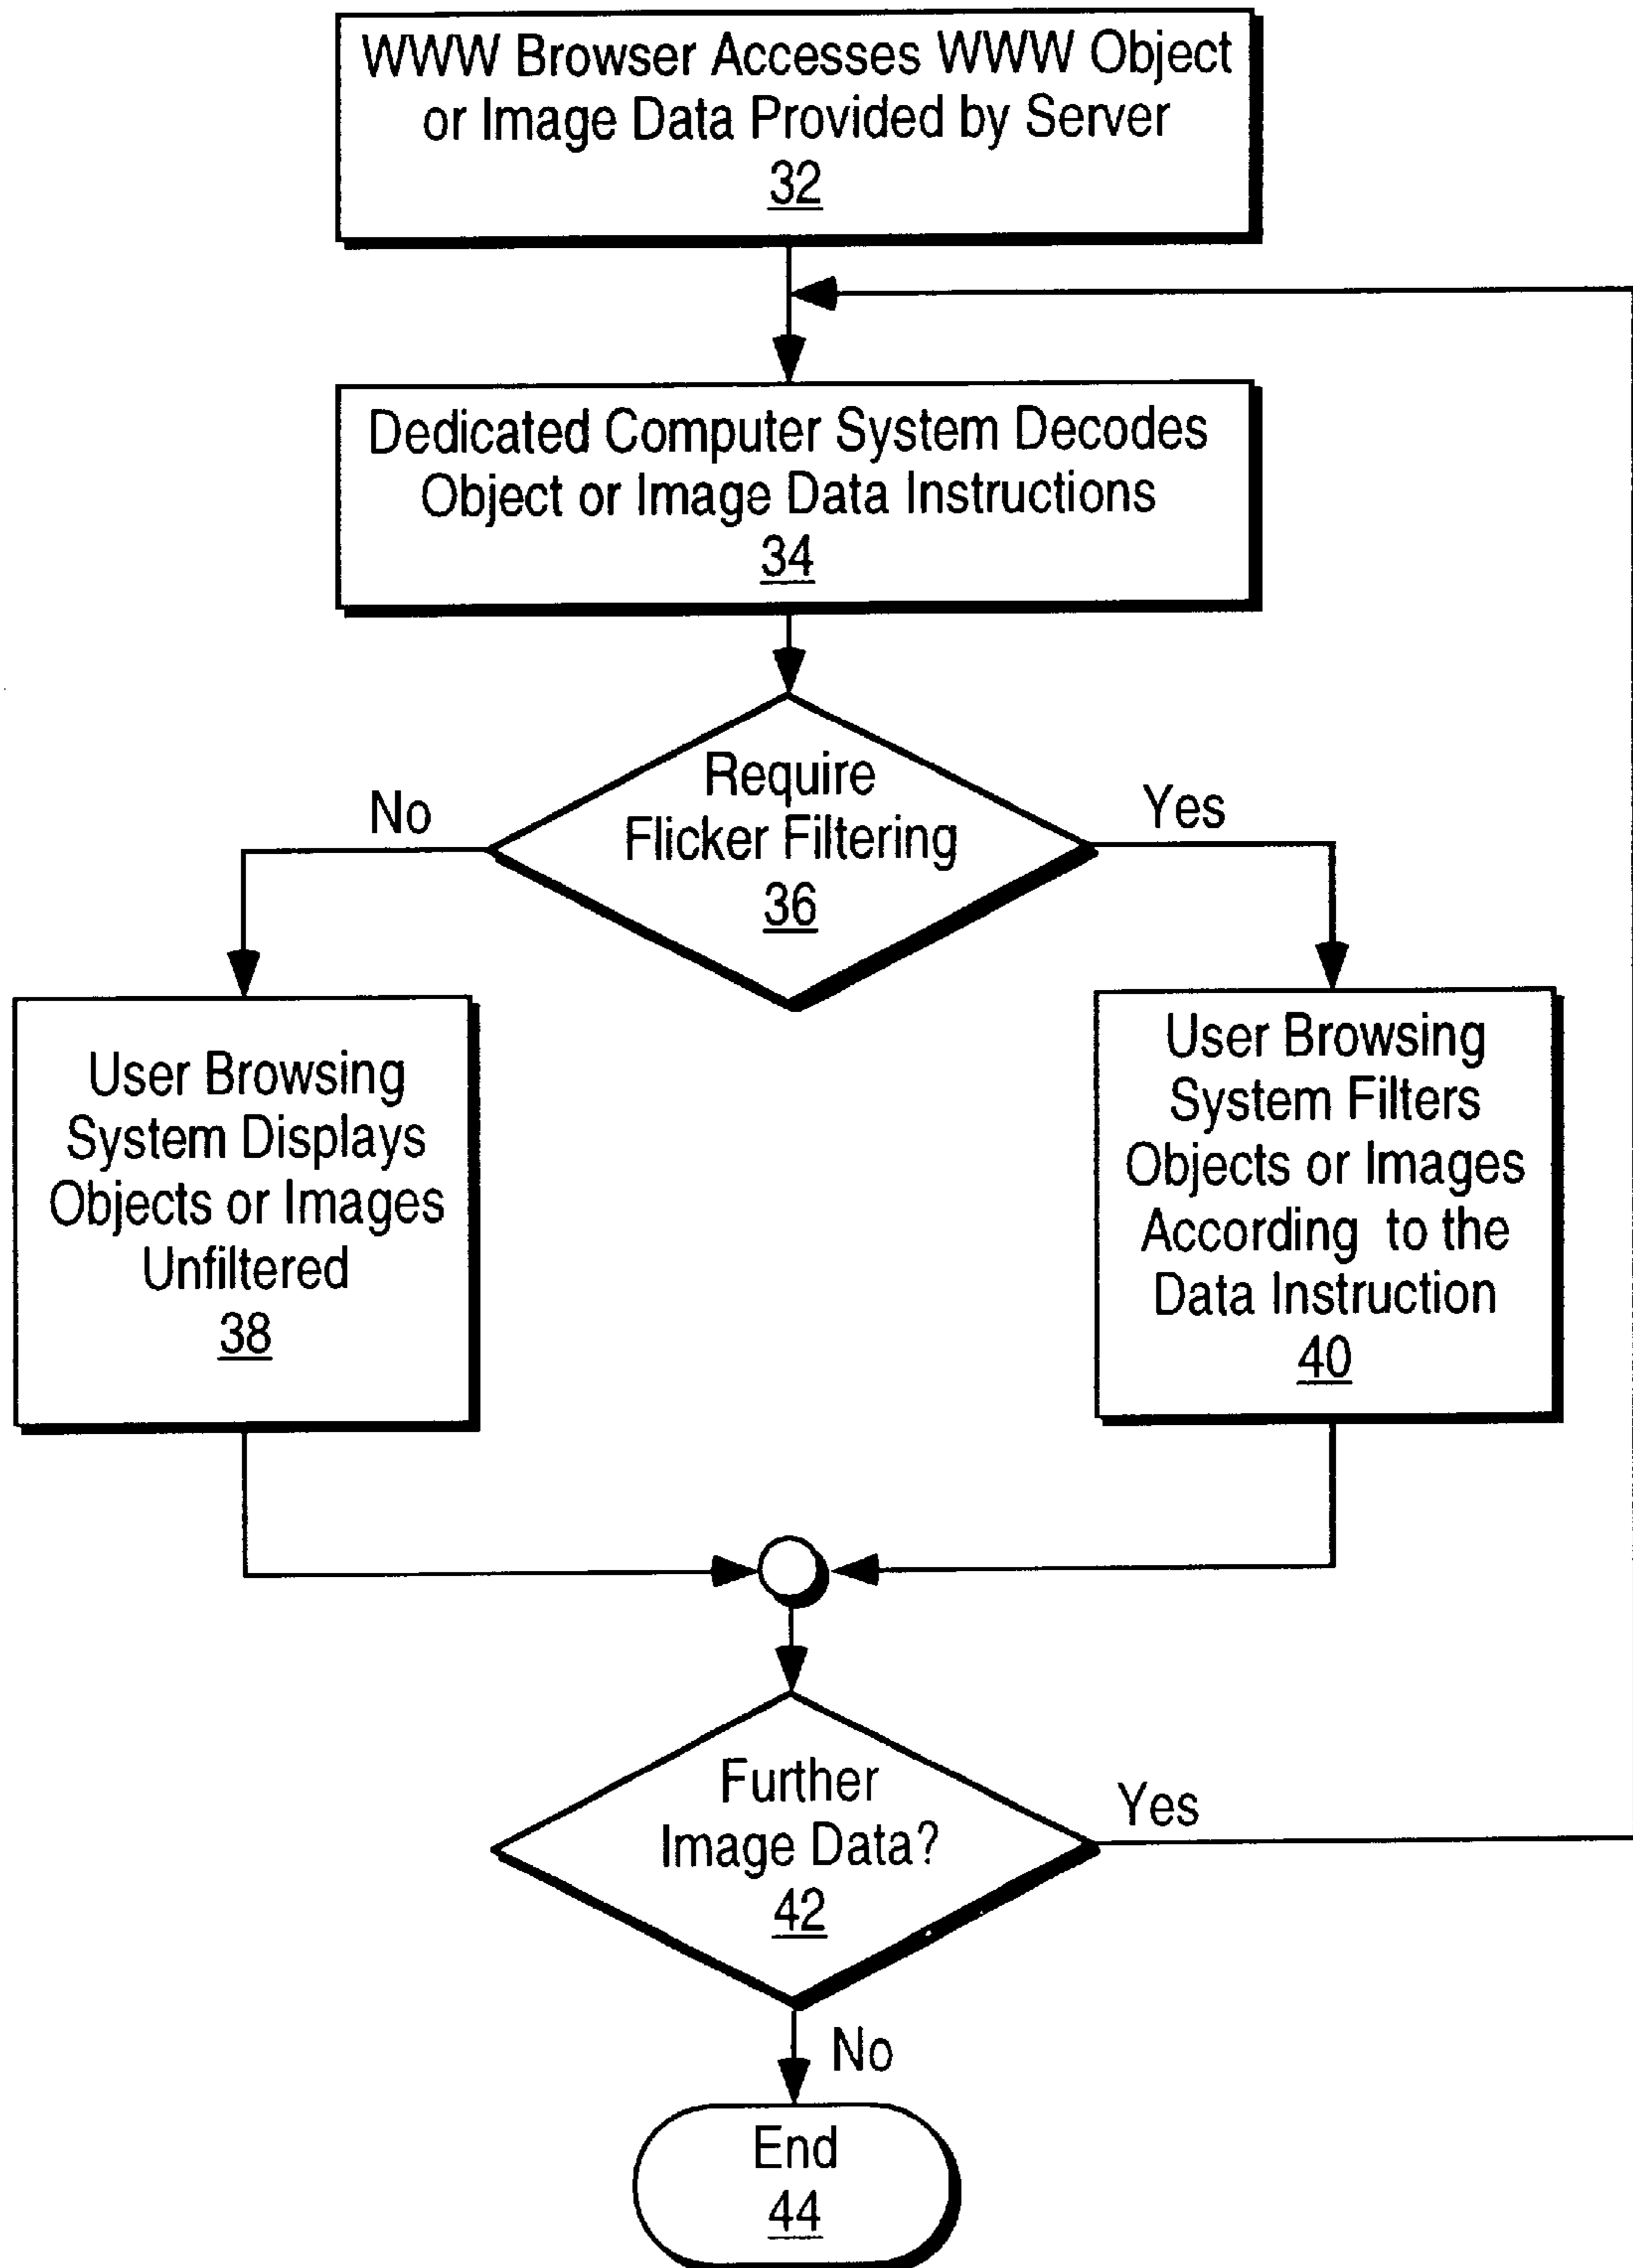 WWW Browser Accesses WWW Object
or Image Data Provided by Server
32
Dedicated Computer System Decodes
Object or Image Data Instructions
34
Require
Flicker Filtering
36
No
Yes
User Browsing
System Displays
Objects or Images
Unfiltered
38
User Browsing
System Filters
Objects or Images
According to the
Data Instruction
40
Further
Image Data?
42
Yes
No
End
44